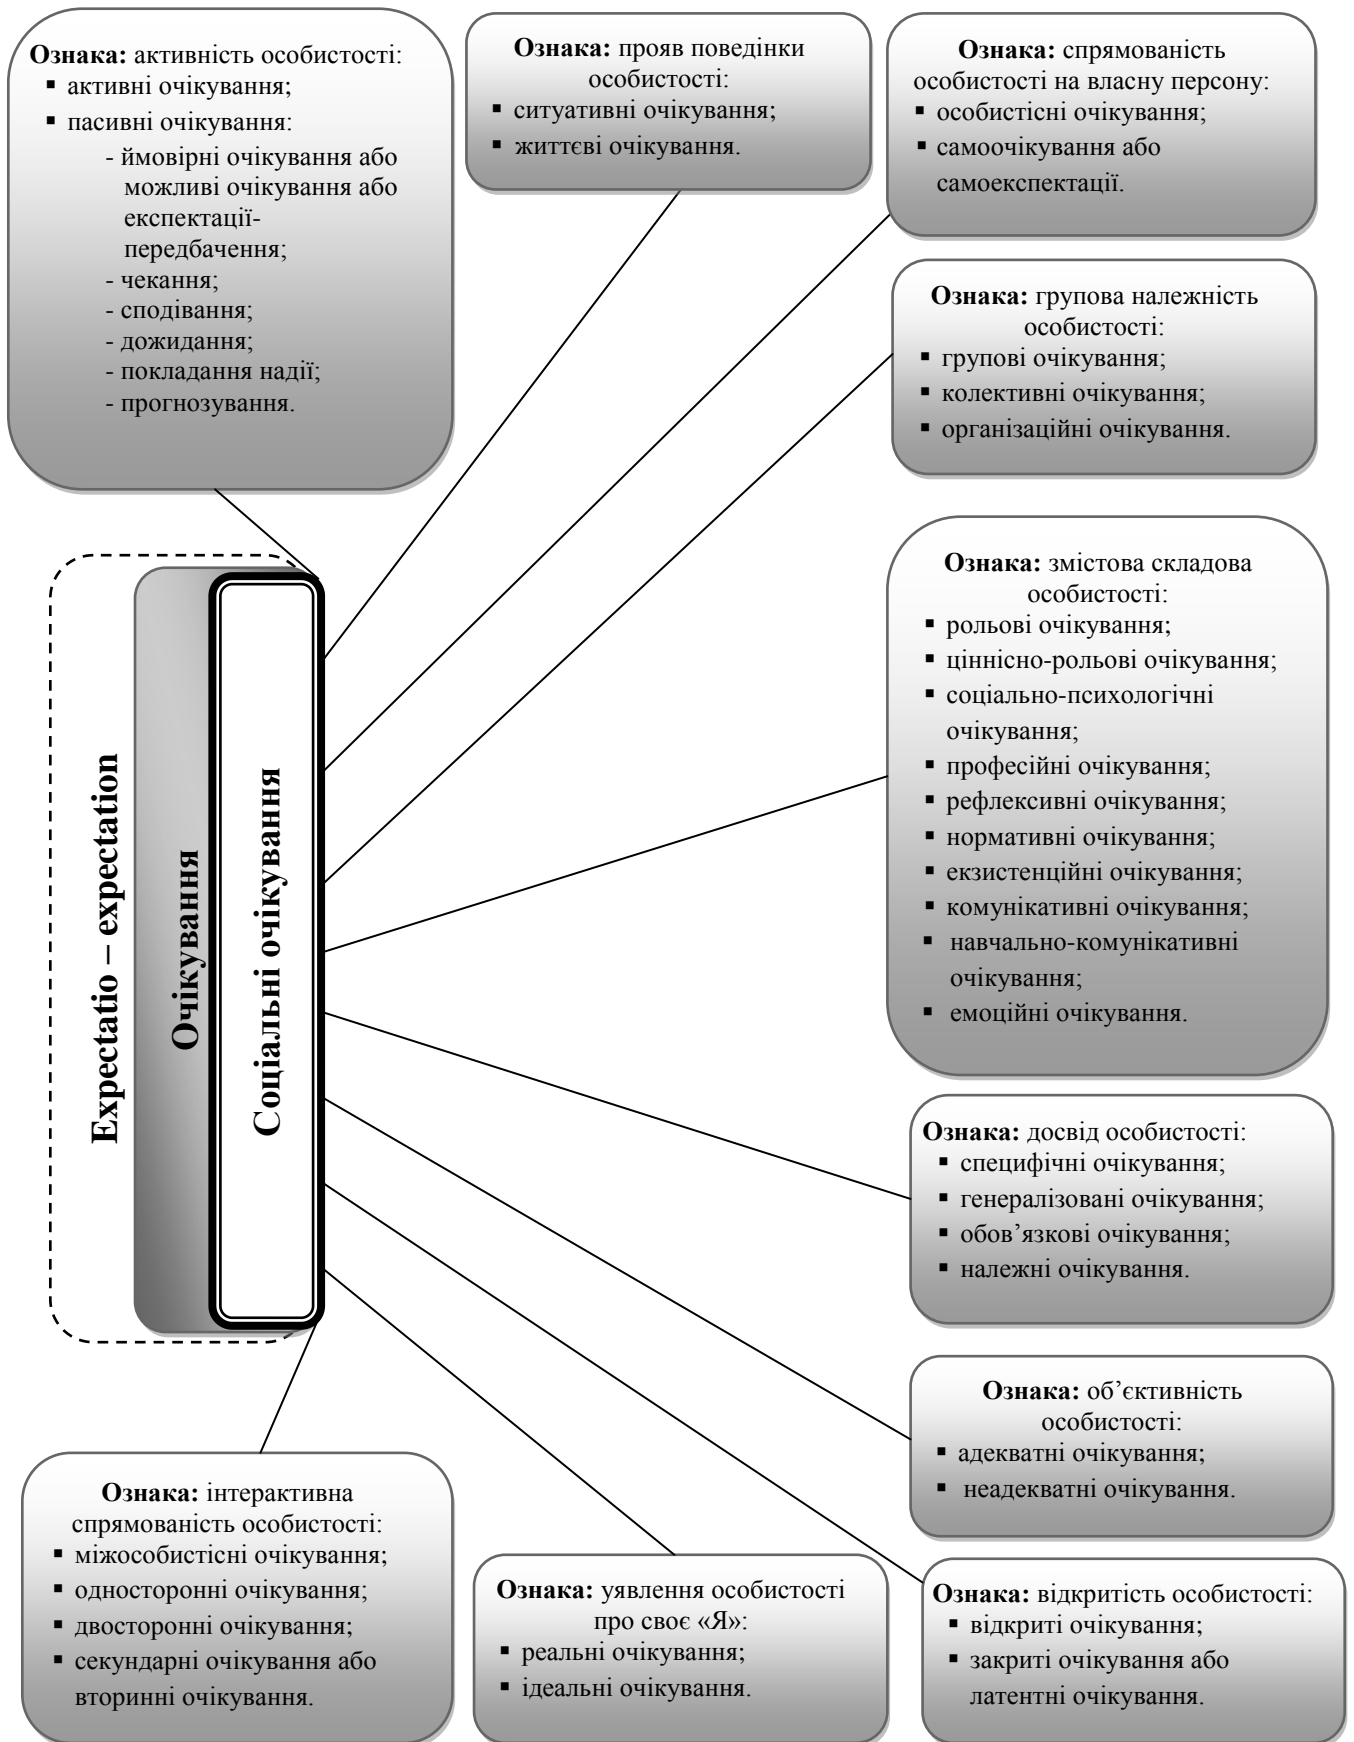 Ознака: активність особистості:
▪ активні очікування;
▪ пасивні очікування:
- ймовірні очікування або
можливі очікування або
експектації-
передбачення;
- чекання;
- сподівання;
- дожидання;
- покладання надії;
- прогнозування.
Ознака: прояв поведінки
особистості:
▪ ситуативні очікування;
▪ життєві очікування.
Ознака: спрямованість
особистості на власну персону:
▪ особистісні очікування;
▪ самоочікування або
самоекспектації.
Ознака: групова належність
особистості:
▪ групові очікування;
▪ колективні очікування;
▪ організаційні очікування.
Expectatio – expectation
Очікування
Соціальні очікування
Ознака: змістова складова
особистості:
▪ рольові очікування;
▪ ціннісно-рольові очікування;
▪ соціально-психологічні
очікування;
▪ професійні очікування;
▪ рефлексивні очікування;
▪ нормативні очікування;
▪ екзистенційні очікування;
▪ комунікативні очікування;
▪ навчально-комунікативні
очікування;
▪ емоційні очікування.
Ознака: досвід особистості:
▪ специфічні очікування;
▪ генералізовані очікування;
▪ обов’язкові очікування;
▪ належні очікування.
Ознака: об’єктивність
особистості:
▪ адекватні очікування;
▪ неадекватні очікування.
Ознака: інтерактивна
спрямованість особистості:
▪ міжособистісні очікування;
▪ односторонні очікування;
▪ двосторонні очікування;
▪ секундарні очікування або
вторинні очікування.
Ознака: уявлення особистості
про своє «Я»:
▪ реальні очікування;
▪ ідеальні очікування.
Ознака: відкритість особистості:
▪ відкриті очікування;
▪ закриті очікування або
латентні очікування.